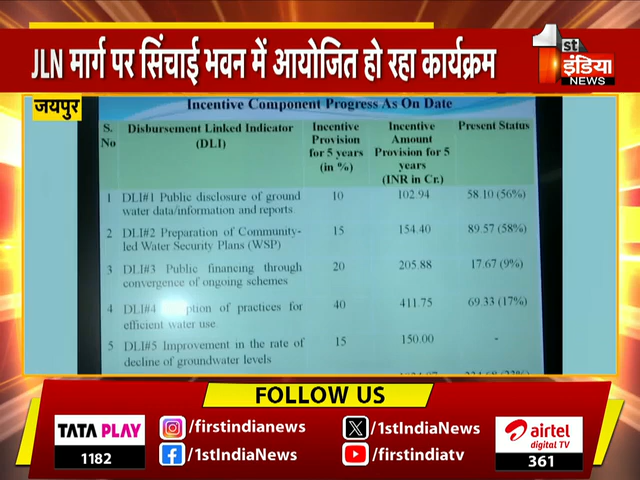 JLN मार्ग पर सिंचाई भवन में आयोजित हो रहा कार्यक्रम
1st
इंडिया
NEWS
जयपुर
Incentive Component Progress As On Date
S. No Disbursement Linked Indicator (DLI) Incentive Provision for 5 years (in %) Incentive Amount Provision for 5 years (INR in Cr.) Present Status
1 DLI#1 Public disclosure of ground water data/information and reports 10 102.94 58.10 (56%)
2 DLI#2 Preparation of Community-led Water Security Plans (WSP) 15 154.40 89.57 (58%)
3 DLI#3 Public financing through convergence of ongoing schemes 20 205.88 17.67 (9%)
4 DLI#4 of practices for efficient water use 40 411.75 69.33 (17%)
5 DLI#5 Improvement in the rate of decline of groundwater levels 15 150.00 -
FOLLOW US
TATA PLAY
1182
/firstindianews
/1stIndiaNews
/1stIndiaNews
/firstindiatv
airtel
digital TV
361